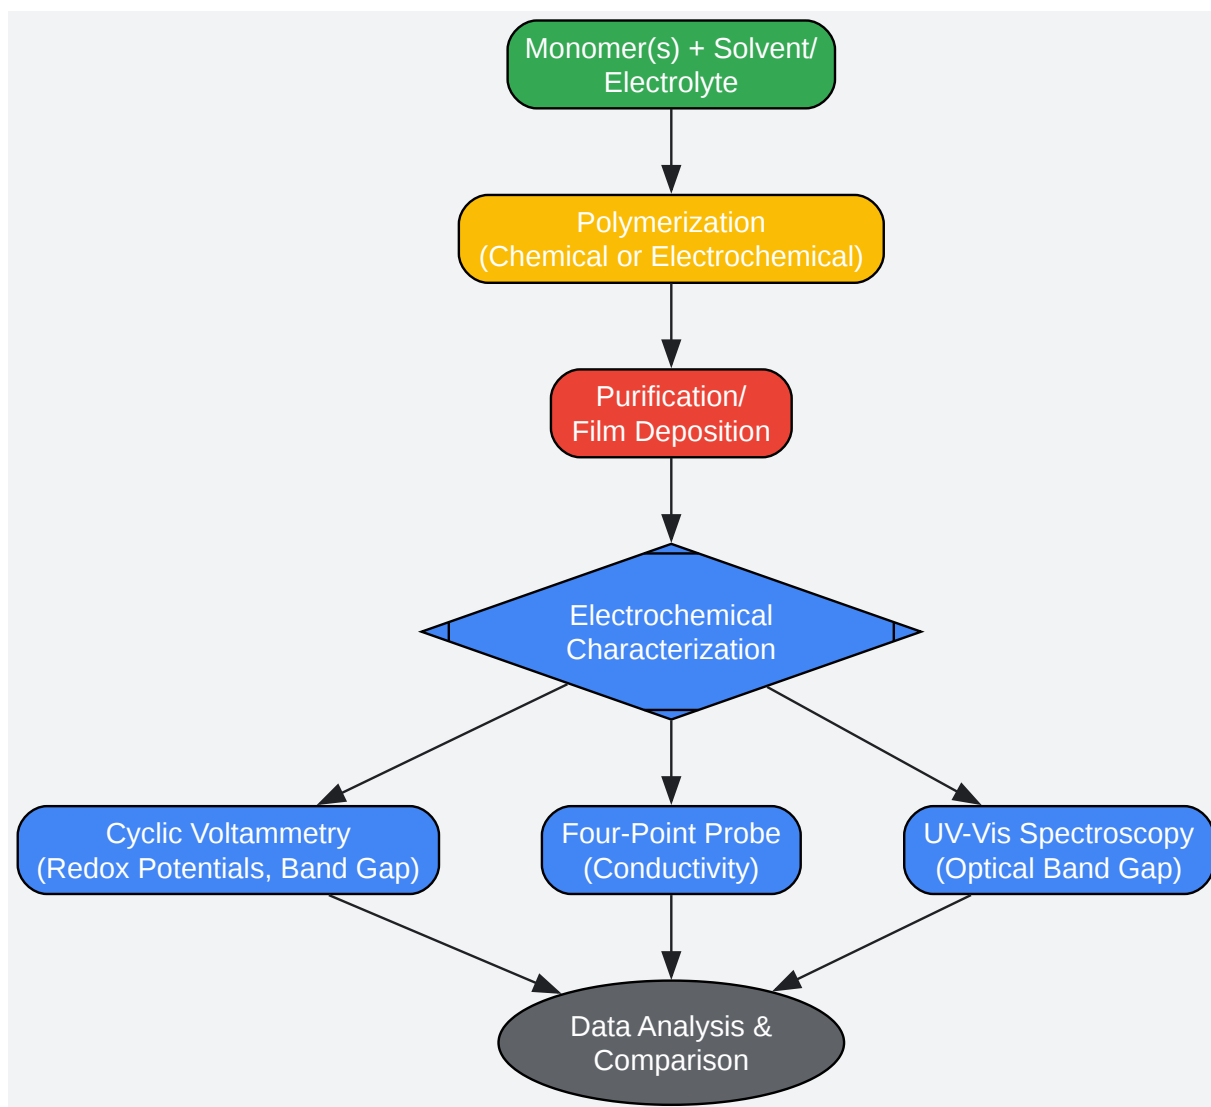 Monomer(s) + Solvent/
Electrolyte
Polymerization
(Chemical or Electrochemical)
Purification/
Film Deposition
Electrochemical
Characterization
Cyclic Voltammetry
(Redox Potentials, Band Gap)
Four-Point Probe
(Conductivity)
UV-Vis Spectroscopy
(Optical Band Gap)
Data Analysis &
Comparison